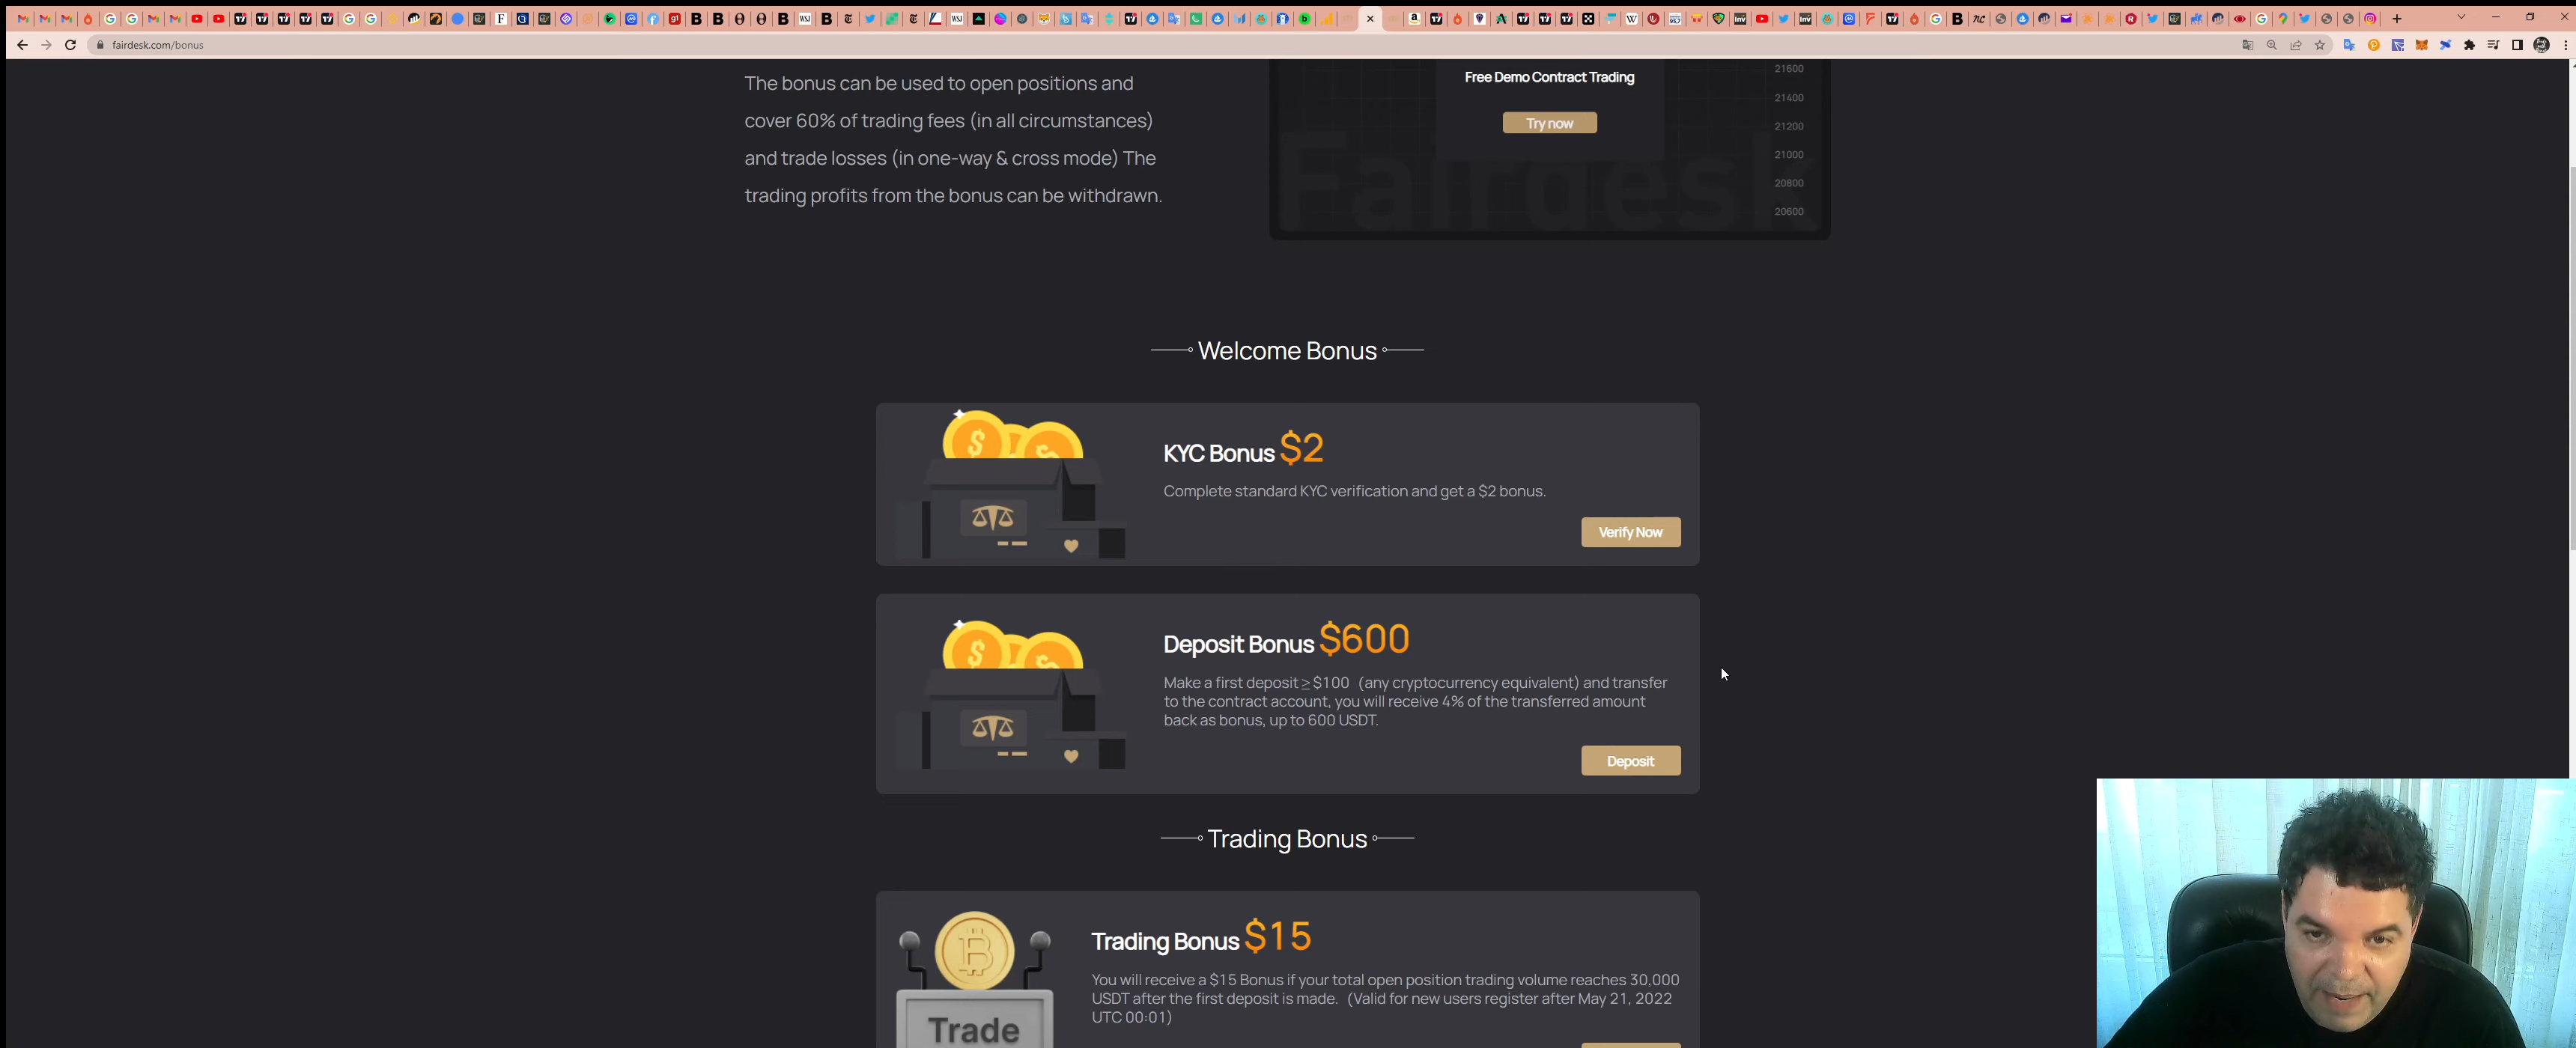 fairdesk.com/bonus
The bonus can be used to open positions and
cover 60% of trading fees (in all circumstances)
and trade losses (in one-way & cross mode) The
trading profits from the bonus can be withdrawn.
Free Demo Contract Trading
Try now
Fairdesk
21600
21400
21200
21000
20800
20600
Welcome Bonus
KYC Bonus $2
Complete standard KYC verification and get a $2 bonus.
Verify Now
Deposit Bonus $600
Make a first deposit ≥ $100 (any cryptocurrency equivalent) and transfer
to the contract account, you will receive 4% of the transferred amount
back as bonus, up to 600 USDT.
Deposit
Trading Bonus
Trading Bonus $15
You will receive a $15 Bonus if your total open position trading volume reaches 30,000
USDT after the first deposit is made. (Valid for new users register after May 21, 2022
UTC 00:01)
Trade